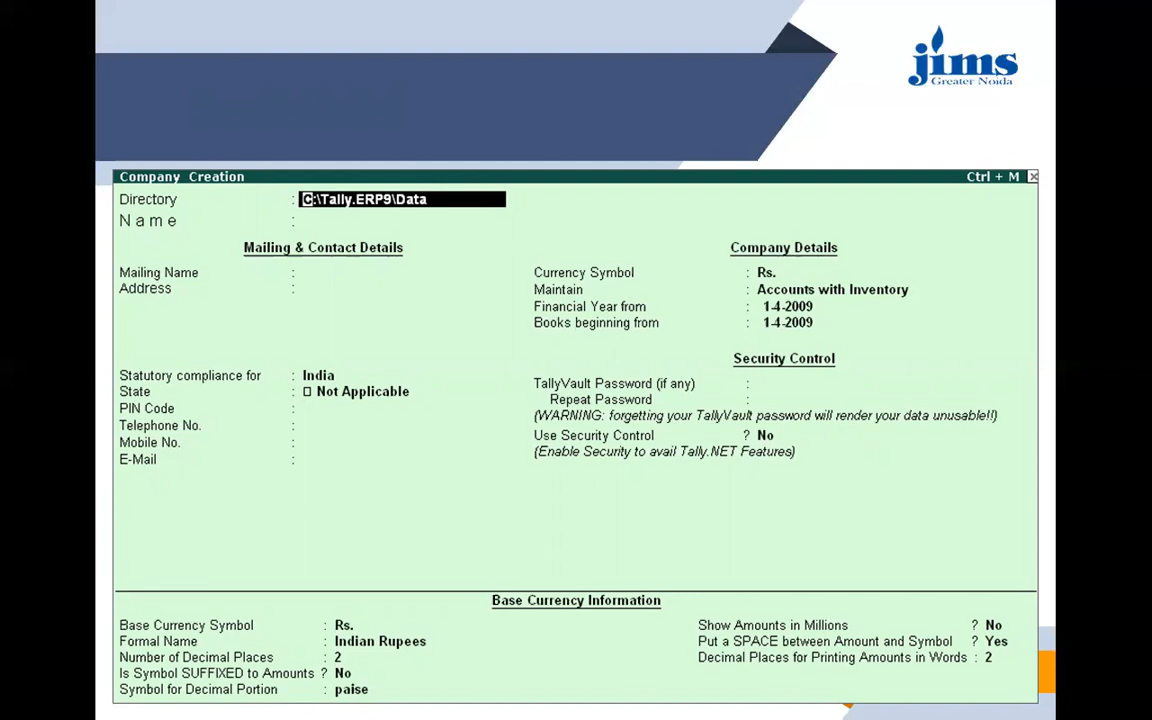 jims
Greater Noida
Company Creation Ctrl + M
Directory : C:\Tally.ERP9\Data
Name :
Mailing & Contact Details Company Details
Mailing Name : Currency Symbol : Rs.
Address : Maintain : Accounts with Inventory
Financial Year from : 1-4-2009
Books beginning from : 1-4-2009
Security Control
Statutory compliance for : India TallyVault Password (if any) :
State : Not Applicable Repeat Password :
PIN Code : (WARNING: forgetting your TallyVault password will render your data unusable!!)
Telephone No. : Use Security Control ? No
Mobile No. : (Enable Security to avail Tally.NET Features)
E-Mail :
Base Currency Information
Base Currency Symbol : Rs. Show Amounts in Millions ? No
Formal Name : Indian Rupees Put a SPACE between Amount and Symbol ? Yes
Number of Decimal Places : 2 Decimal Places for Printing Amounts in Words : 2
Is Symbol SUFFIXED to Amounts ? No
Symbol for Decimal Portion : paise